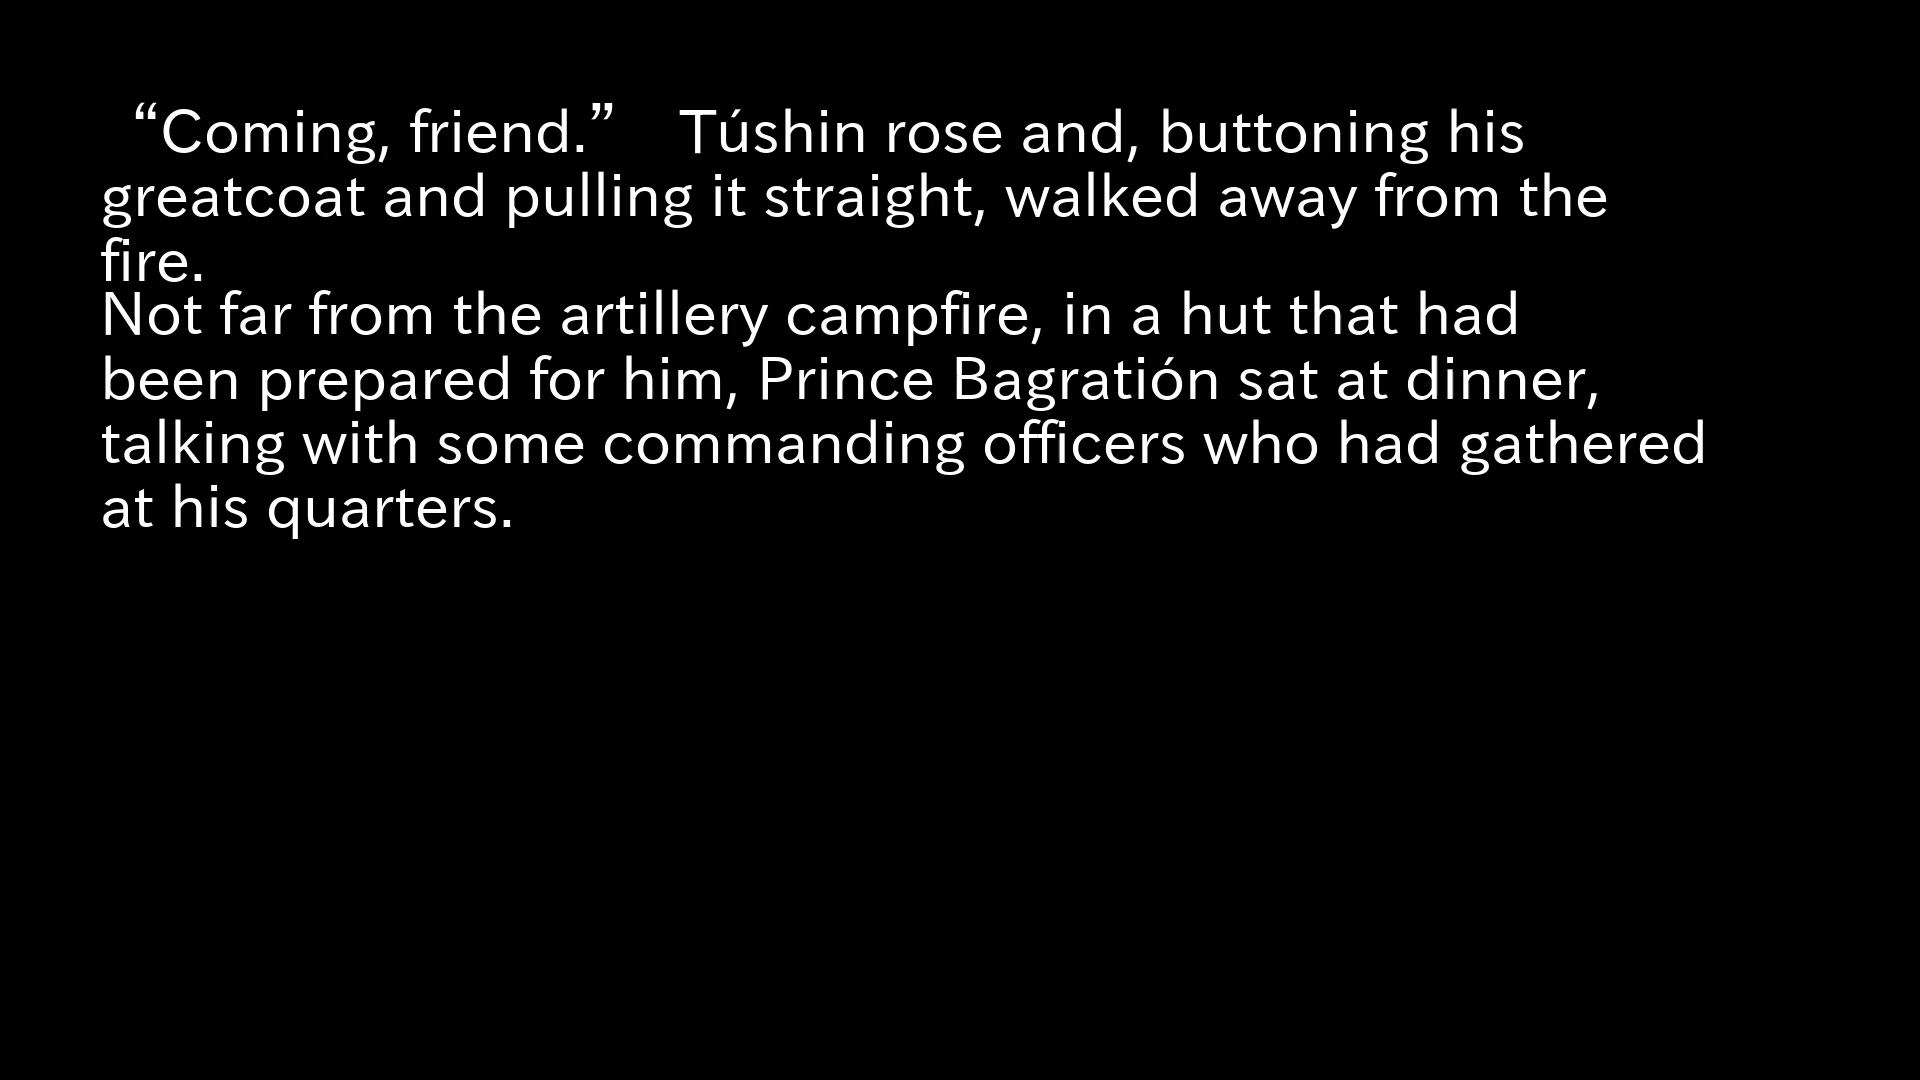 “Coming, friend.” Túshin rose and, buttoning his
greatcoat and pulling it straight, walked away from the
fire.
Not far from the artillery campfire, in a hut that had
been prepared for him, Prince Bagratión sat at dinner,
talking with some commanding officers who had gathered
at his quarters.